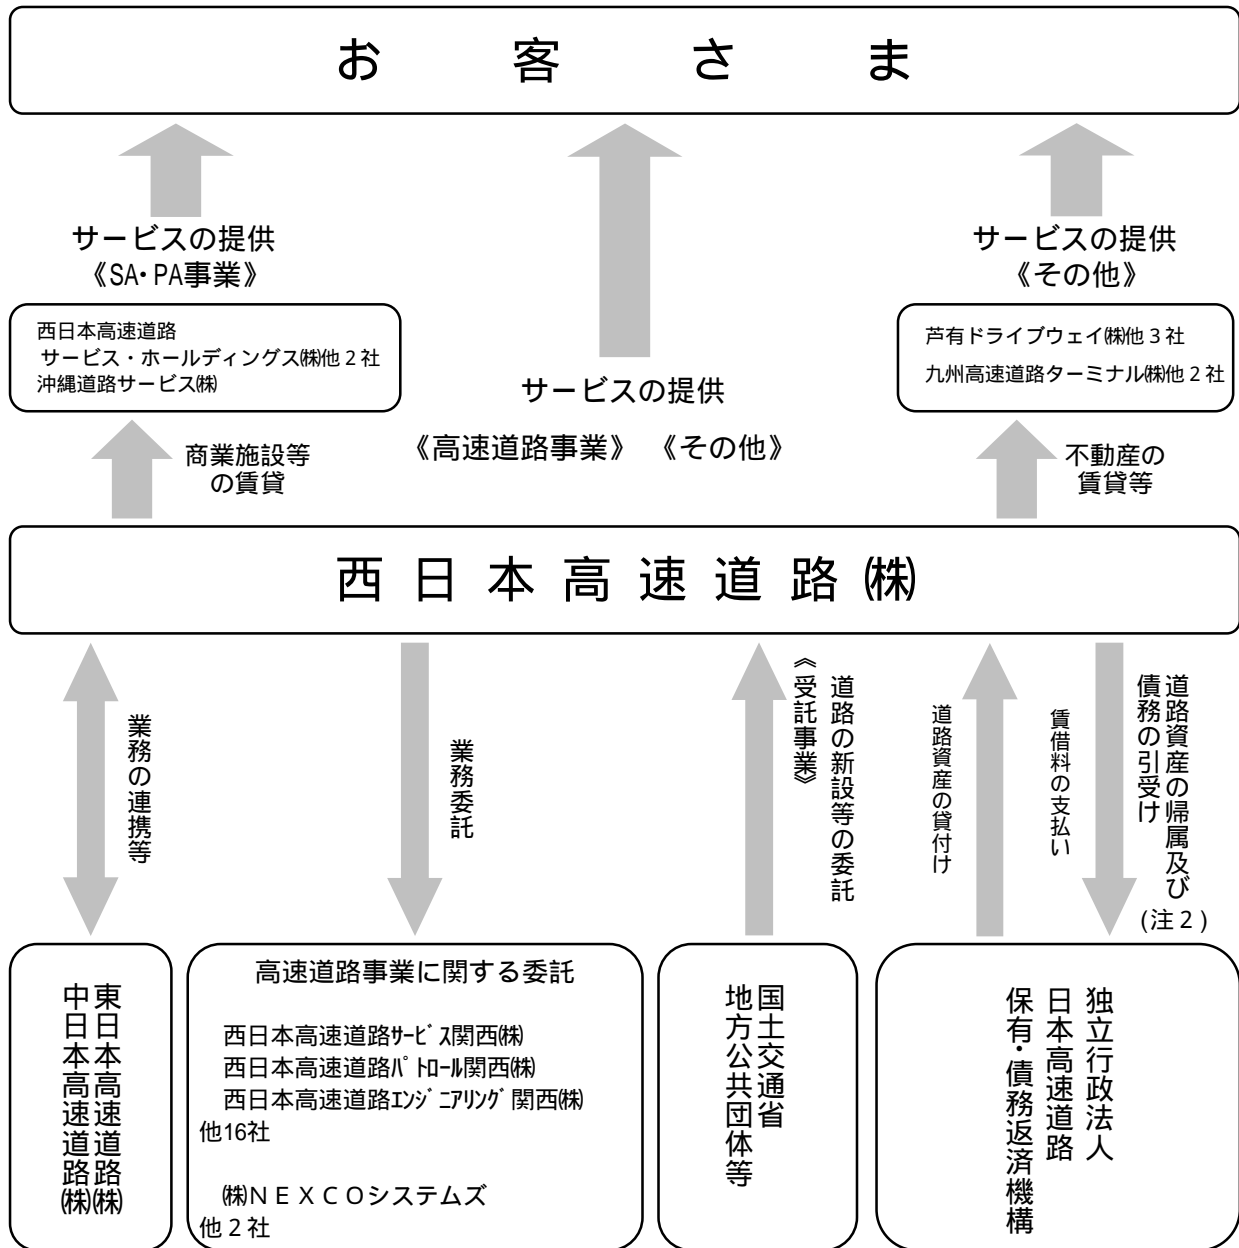 お客さま
サービスの提供
《SA・PA事業》
サービスの提供
《その他》
西日本高速道路
サービス・ホールディングス㈱他２社
沖縄道路サービス㈱
芦有ドライブウェイ㈱他３社
九州高速道路ターミナル㈱他２社
サービスの提供
《高速道路事業》 《その他》
商業施設等
の賃貸
不動産の
賃貸等
西日本高速道路㈱
業務の連携等
業務委託
道路の新設等の委託
《受託事業》
道路資産の貸付け
賃借料の支払い
道路資産の帰属及び
債務の引受け
(注２)
東日本高速道路㈱
中日本高速道路㈱
高速道路事業に関する委託
西日本高速道路ｻｰﾋﾞｽ関西㈱
西日本高速道路ﾊﾟﾄﾛｰﾙ関西㈱
西日本高速道路ｴﾝｼﾞﾆｱﾘﾝｸﾞ関西㈱
他16社
㈱ＮＥＸＣＯシステムズ
他２社
国土交通省
地方公共団体等
独立行政法人
日本高速道路
保有・債務返済機構